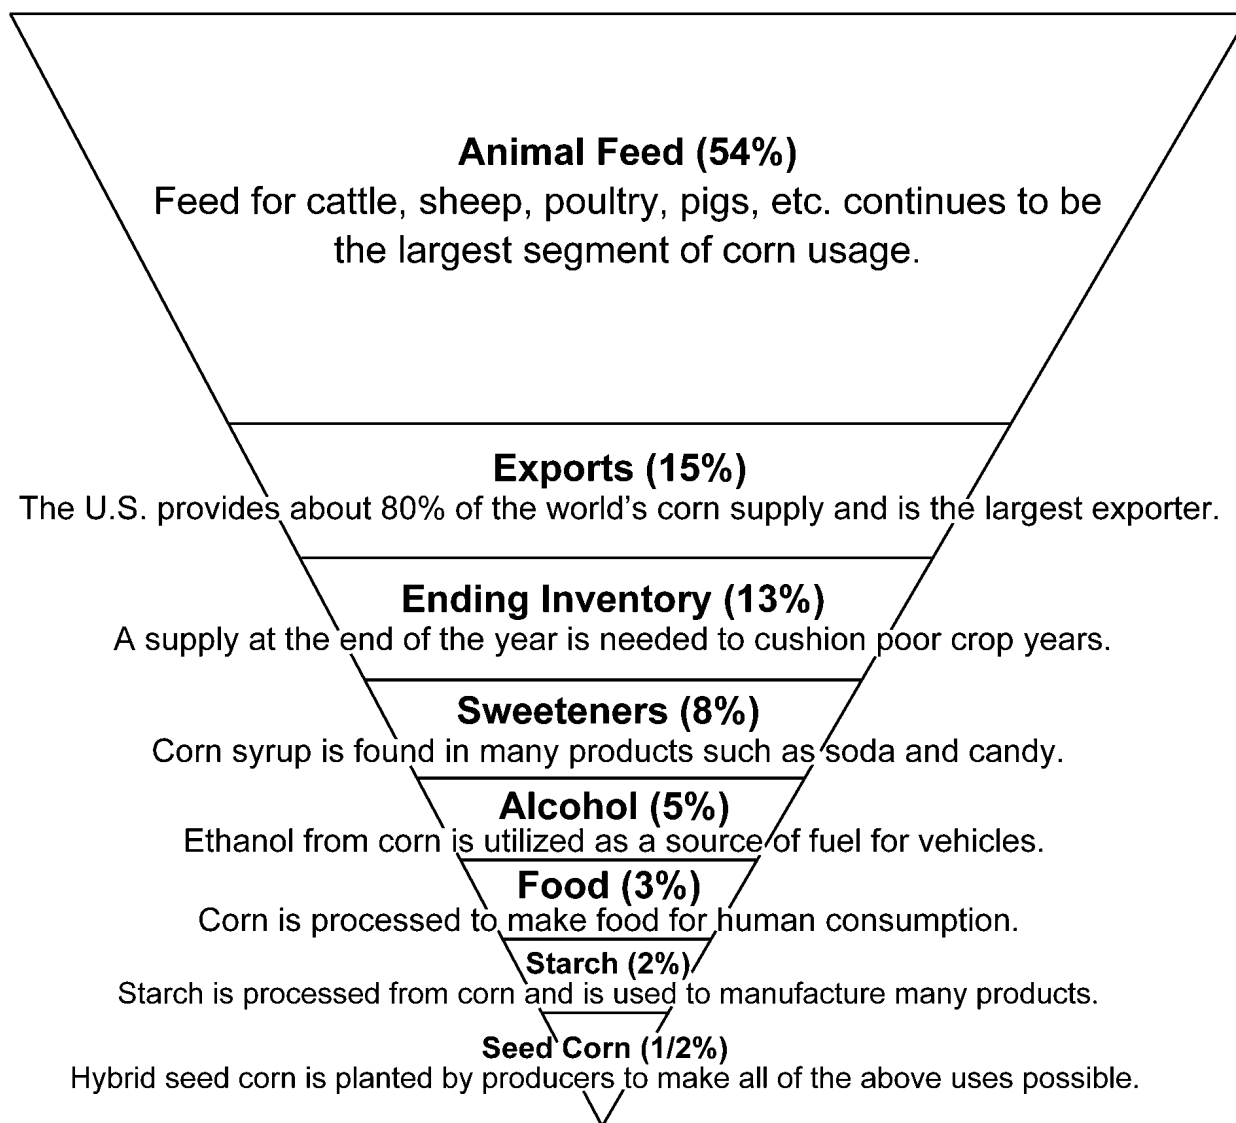 Animal Feed (54%)
Feed for cattle, sheep, poultry, pigs, etc. continues to be
the largest segment of corn usage.
Exports (15%)
The U.S. provides about 80% of the world’s corn supply and is the largest exporter.
Ending Inventory (13%)
A supply at the end of the year is needed to cushion poor crop years.
Sweeteners (8%)
Corn syrup is found in many products such as soda and candy.
Alcohol (5%)
Ethanol from corn is utilized as a source of fuel for vehicles.
Food (3%)
Corn is processed to make food for human consumption.
Starch (2%)
Starch is processed from corn and is used to manufacture many products.
Seed Corn (1/2%)
Hybrid seed corn is planted by producers to make all of the above uses possible.